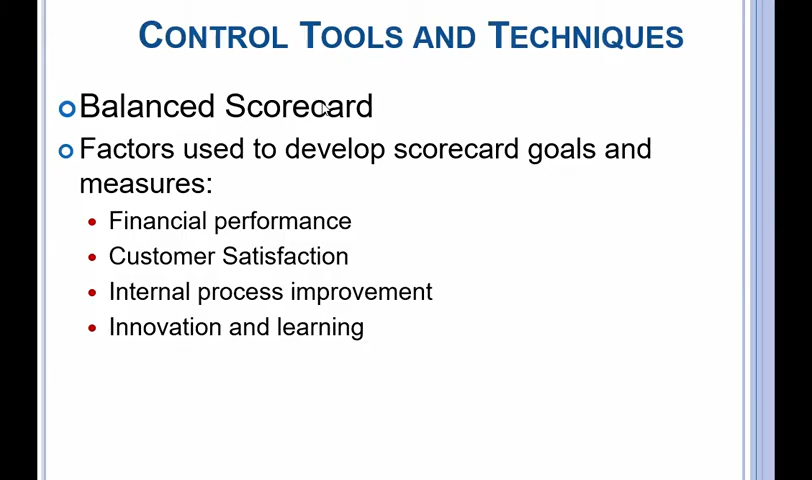 CONTROL TOOLS AND TECHNIQUES
Balanced Scorecard
Factors used to develop scorecard goals and
measures:
Financial performance
Customer Satisfaction
Internal process improvement
Innovation and learning